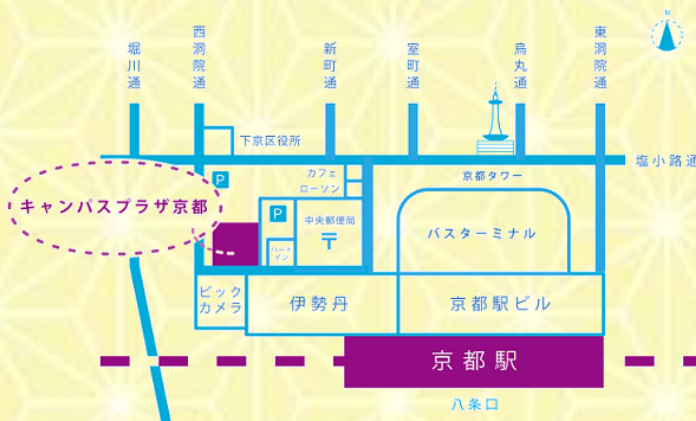 N
堀川通
西洞院通
新町通
室町通
烏丸通
東洞院通
下京区役所
塩小路通
カフェ
ローソン
京都タワー
P
キャンパスプラザ京都
P
中央郵便局
〒
バスターミナル
ハート
イン
ビック
カメラ
伊勢丹
京都駅ビル
京都駅
八条口